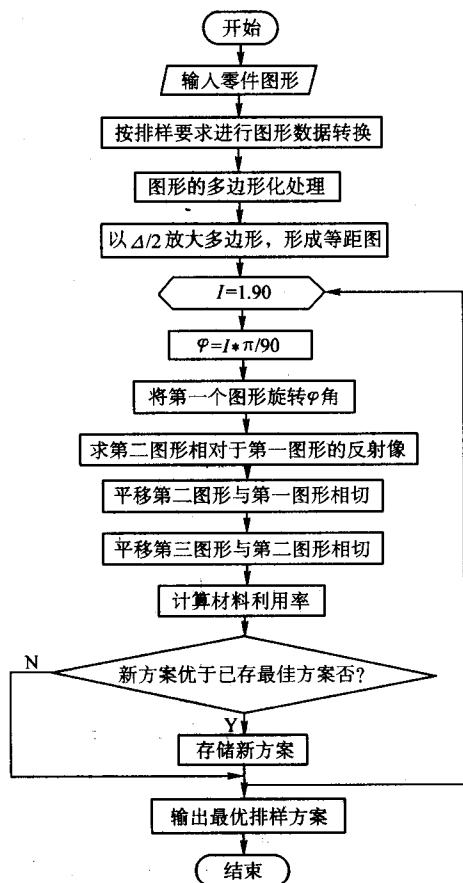 开始
输入零件图形
按排样要求进行图形数据转换
图形的多边形化处理
以Δ/2放大多边形，形成等距图
I=1.90
φ=I*π/90
将第一个图形旋转φ角
求第二图形相对于第一图形的反射像
平移第二图形与第一图形相切
平移第三图形与第二图形相切
计算材料利用率
N
新方案优于已存最佳方案否?
Y
存储新方案
输出最优排样方案
结束